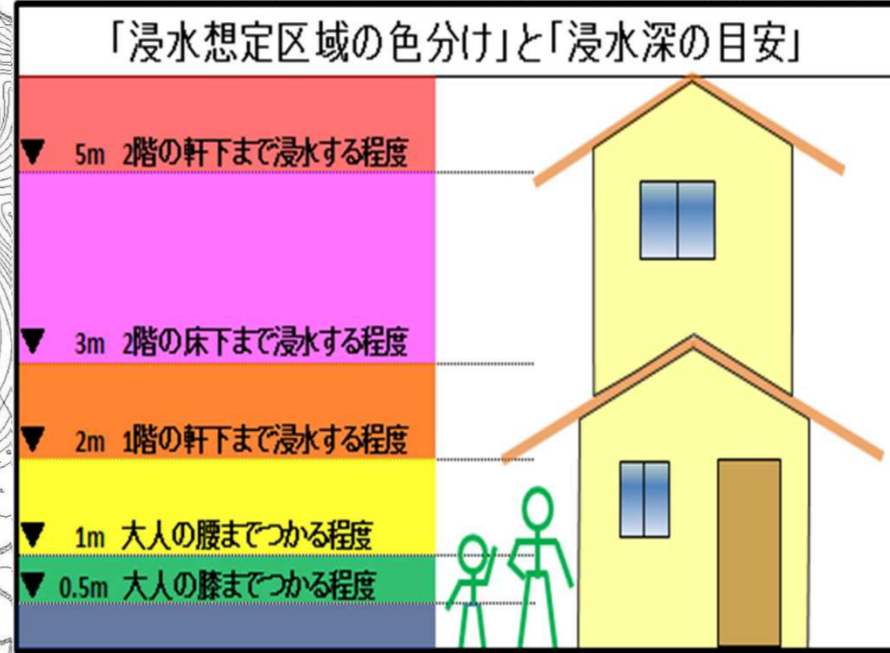 「浸水想定区域の色分け」と「浸水深の目安」
▼ 5m 2階の軒下まで浸水する程度
▼ 3m 2階の床下まで浸水する程度
▼ 2m 1階の軒下まで浸水する程度
▼ 1m 大人の腰までつかる程度
▼ 0.5m 大人の膝までつかる程度